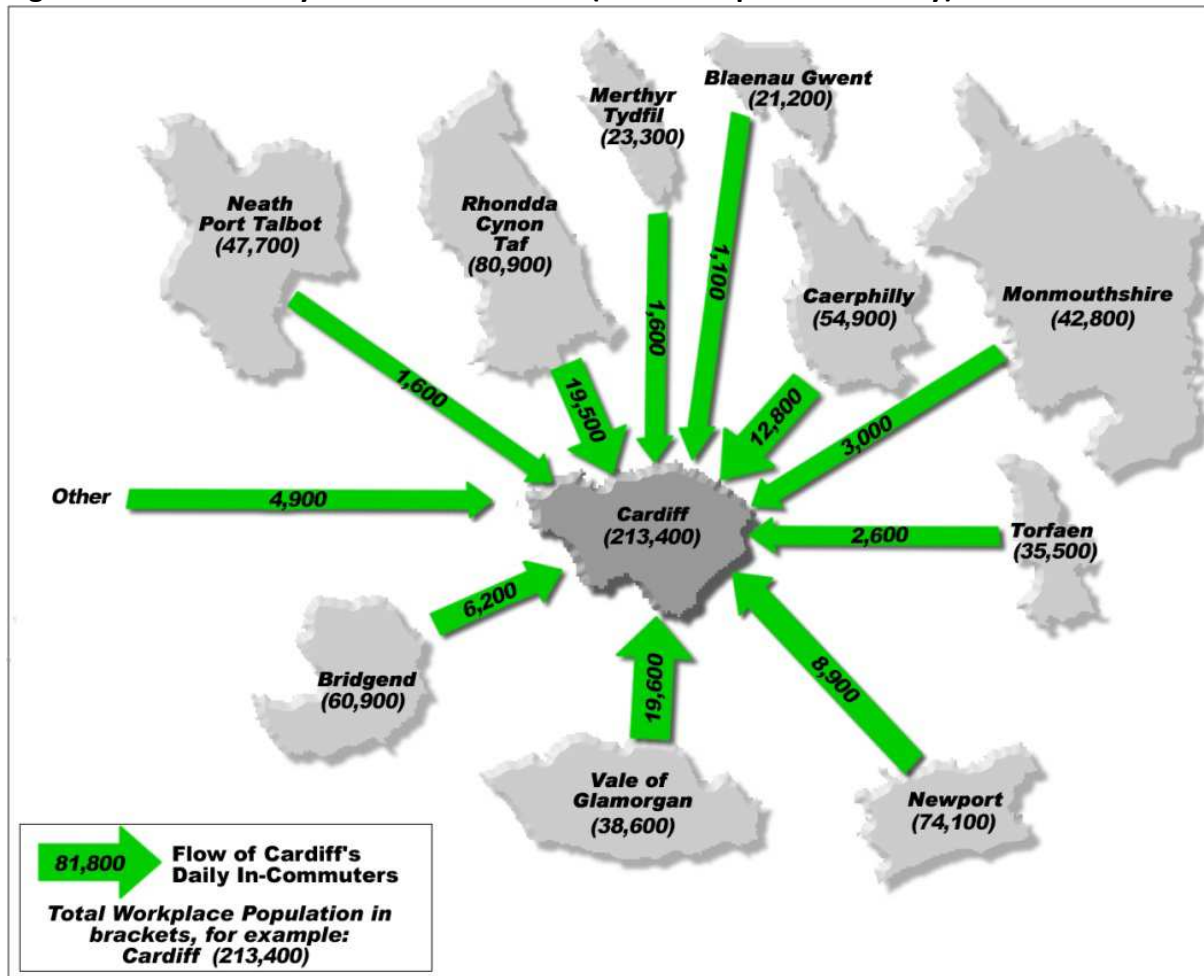 Blaenau Gwent
(21,200)
Merthyr
Tydfil
(23,300)
Neath
Port Talbot
(47,700)
Rhondda
Cynon
Taf
(80,900)
Caerphilly
(54,900)
Monmouthshire
(42,800)
1,100
1,600
1,600
19,500
12,800
3,000
Other
4,900
Cardiff
(213,400)
2,600
Torfaen
(35,500)
6,200
Bridgend
(60,900)
19,600
8,900
Vale of
Glamorgan
(38,600)
Newport
(74,100)
81,800
Flow of Cardiff's
Daily In-Commuters
Total Workplace Population in
brackets, for example:
Cardiff (213,400)